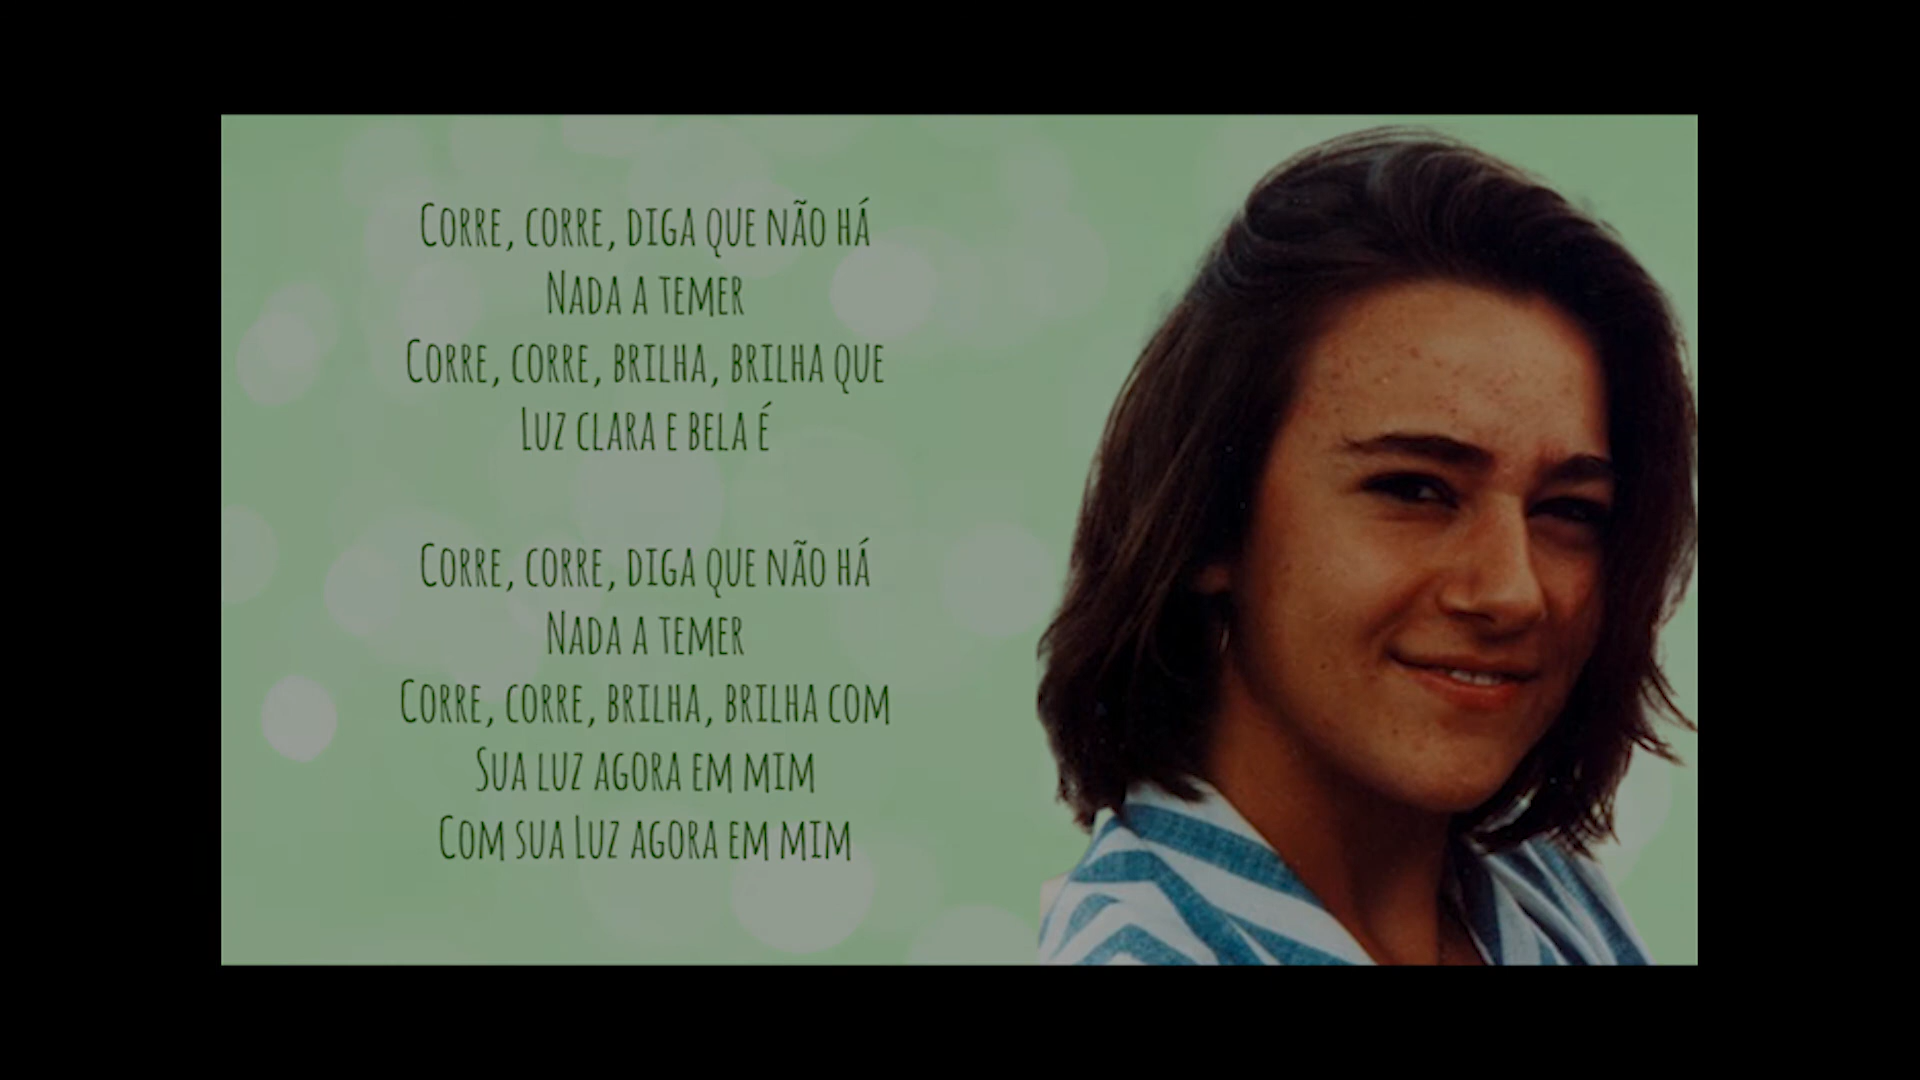 Corre, corre, diga que não há
Nada a temer
Corre, corre, brilha, brilha que
Luz clara e bela é
Corre, corre, diga que não há
Nada a temer
Corre, corre, brilha, brilha com
Sua luz agora em mim
Com sua Luz agora em mim